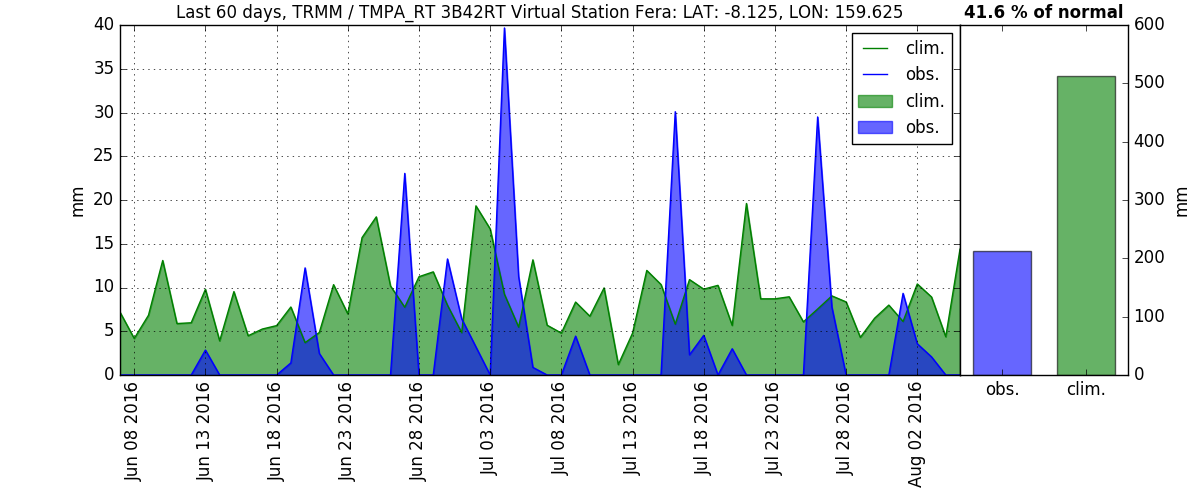 Last 60 days, TRMM / TMPA_RT 3B42RT Virtual Station Fera: LAT: -8.125, LON: 159.625
41.6 % of normal
40
35
30
25
20
15
10
5
0
mm
clim.
obs.
clim.
obs.
Jun 08 2016
Jun 13 2016
Jun 18 2016
Jun 23 2016
Jun 28 2016
Jul 03 2016
Jul 08 2016
Jul 13 2016
Jul 18 2016
Jul 23 2016
Jul 28 2016
Aug 02 2016
600
500
400
300
200
100
0
mm
obs.
clim.